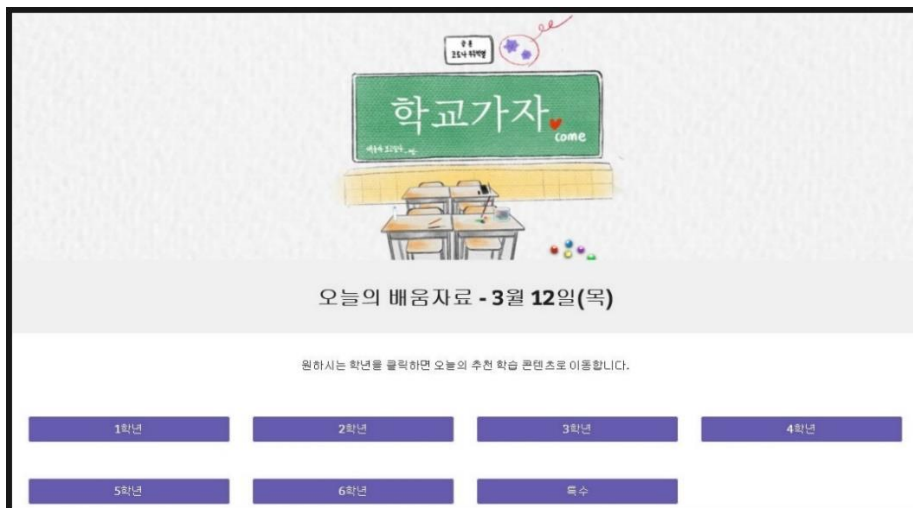 학교가자
come
오늘의 배움자료 - 3월 12일(목)
원하시는 학년을 클릭하면 오늘의 추천 학습 콘텐츠로 이동합니다.
1학년
2학년
3학년
4학년
5학년
6학년
특수